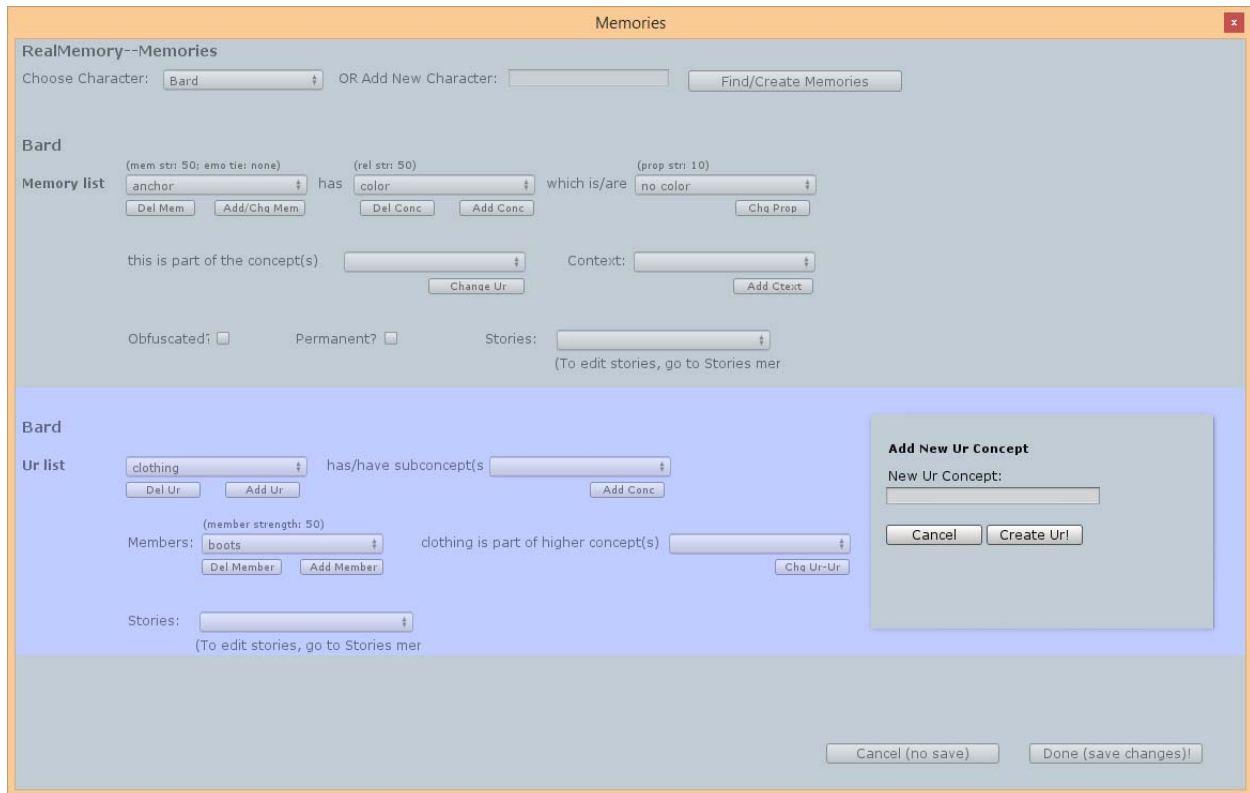 Memories
x
RealMemory--Memories
Choose Character: Bard OR Add New Character: Find/Create Memories
Bard
(mem str: 50; emo tie: none) (rel str: 50) (prop str: 10)
Memory list anchor has color which is/are no color
Del Mem Add/Chg Mem Del Conc Add Conc Chg Prop
this is part of the concept(s) Context:
Change Ur Add Ctext
Obfuscated? Permanent? Stories:
(To edit stories, go to Stories mer
Bard
Ur list clothing has/have subconcept(s
Del Ur Add Ur Add Conc
(member strength: 50)
Members: boots clothing is part of higher concept(s)
Del Member Add Member Chg Ur-Ur
Stories:
(To edit stories, go to Stories mer
Add New Ur Concept
New Ur Concept:
Cancel Create Ur!
Cancel (no save) Done (save changes)!